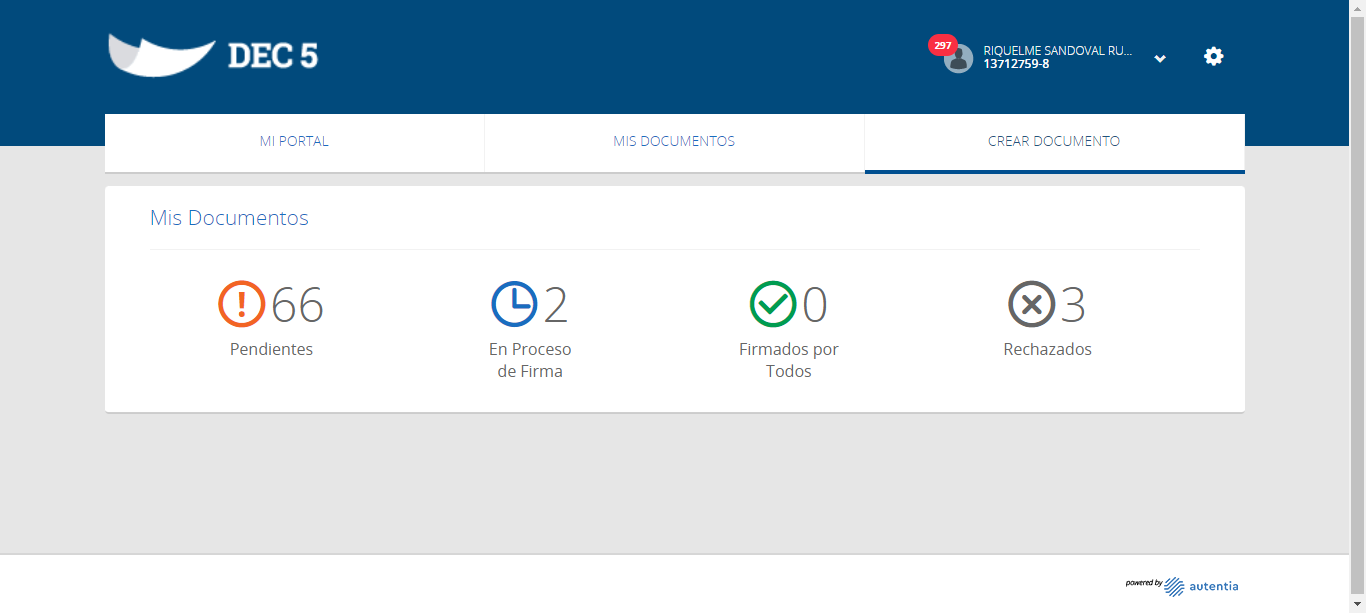 DEC 5
297
RIQUELME SANDOVAL RU...
13712759-8
MI PORTAL
MIS DOCUMENTOS
CREAR DOCUMENTO
Mis Documentos
66
Pendientes
2
En Proceso
de Firma
0
Firmados por
Todos
3
Rechazados
powered by
autentia